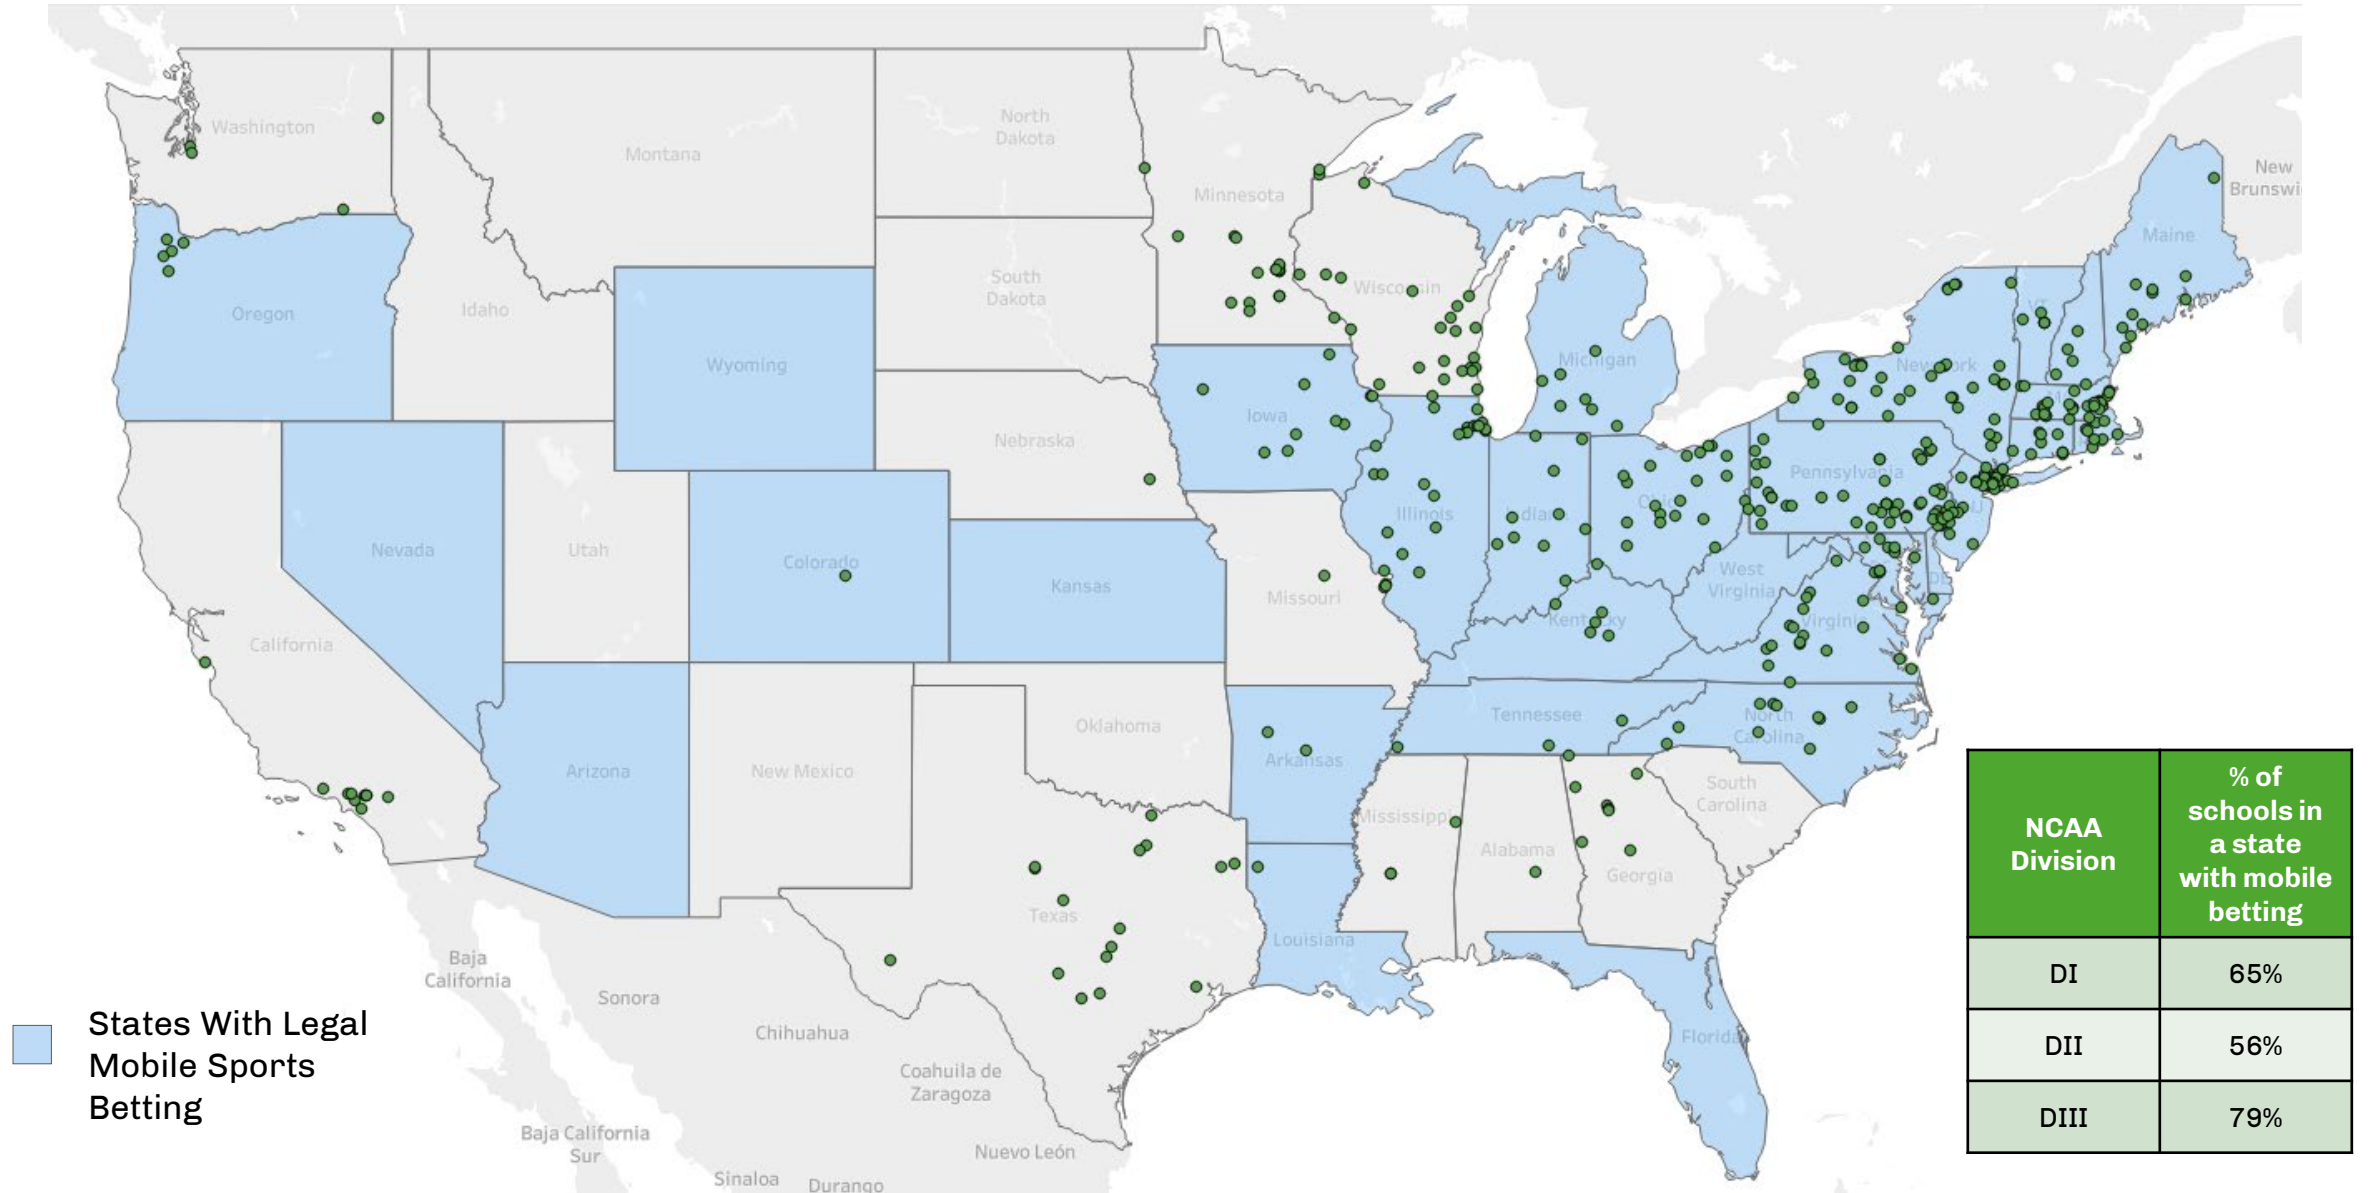 Washington
Montana
North
Dakota
Minnesota
New
Brunswi
Maine
South
Dakota
Wisconsin
Oregon
Idaho
Wyoming
Michigan
New York
VT
Iowa
Nebraska
Pennsylvania
Illinois
Indiana
Ohio
NJ
Nevada
Utah
Colorado
Kansas
Missouri
West
Virginia
DE
Kentucky
Virginia
California
Oklahoma
Tennessee
North
Carolina
Arizona
New Mexico
Arkansas
South
Carolina
Mississippi
Alabama
Georgia
Texas
Louisiana
Florida
Baja
California
Sonora
Chihuahua
Coahuila de
Zaragoza
Baja California
Sur
Nuevo León
Sinaloa
Durango
States With Legal
Mobile Sports
Betting
NCAA
Division
% of
schools in
a state
with mobile
betting
DI
65%
DII
56%
DIII
79%